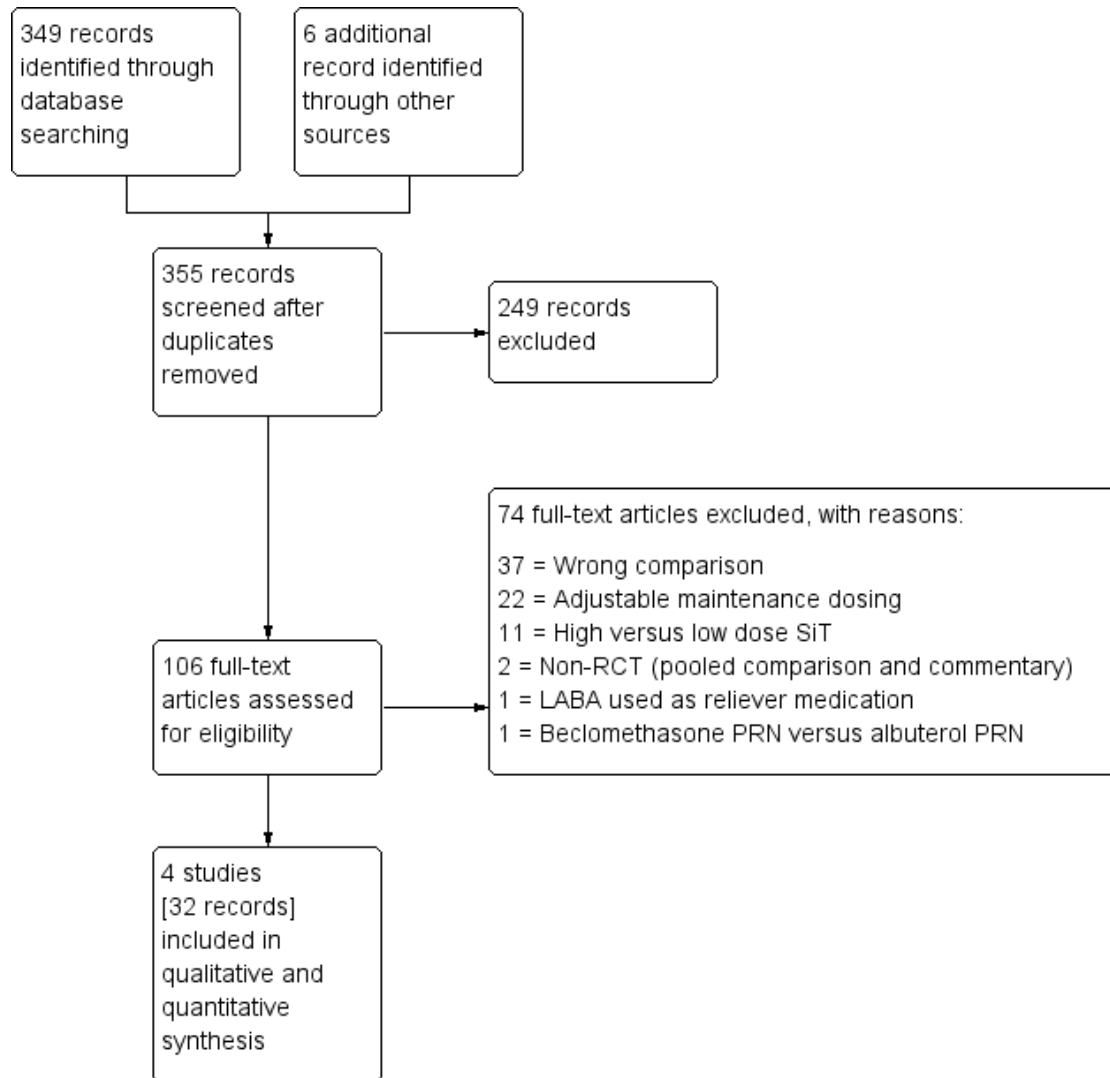 349 records
identified through
database
searching
6 additional
record identified
through other
sources
355 records
screened after
duplicates
removed
249 records
excluded
106 full-text
articles assessed
for eligibility
74 full-text articles excluded, with reasons:
37 = Wrong comparison
22 = Adjustable maintenance dosing
11 = High versus low dose SiT
2 = Non-RCT (pooled comparison and commentary)
1 = LABA used as reliever medication
1 = Beclomethasone PRN versus albuterol PRN
4 studies
[32 records]
included in
qualitative and
quantitative
synthesis